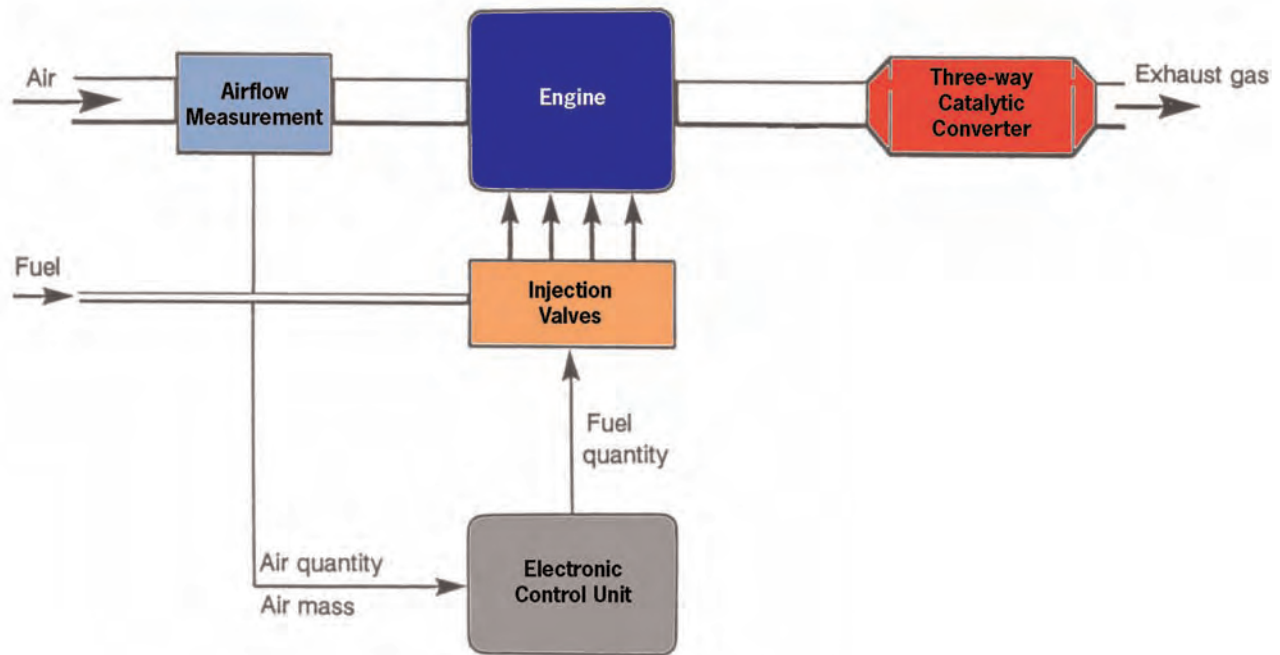 Air
Airflow
Measurement
Engine
Three-way
Catalytic
Converter
Exhaust gas
Fuel
Injection
Valves
Fuel
quantity
Air quantity
Air mass
Electronic
Control Unit